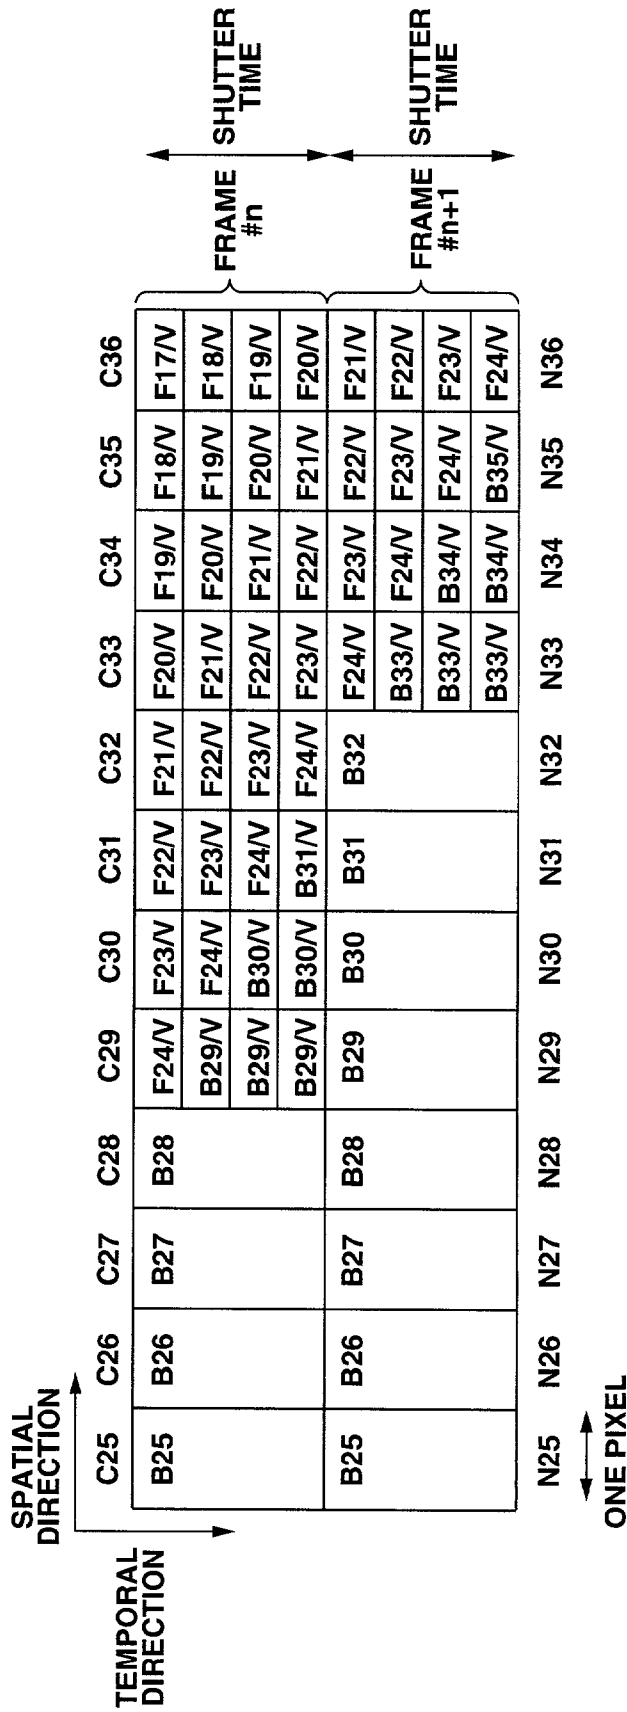 SPATIAL
DIRECTION
TEMPORAL
DIRECTION
C25 C26 C27 C28 C29 C30 C31 C32 C33 C34 C35 C36
B25 B26 B27 B28 F24/V F23/V F22/V F21/V F20/V F19/V F18/V F17/V
B29/V F24/V F23/V F22/V F21/V F20/V F19/V F18/V
B29/V B30/V F24/V F23/V F22/V F21/V F20/V F19/V
B29/V B30/V B31/V F24/V F23/V F22/V F21/V F20/V
FRAME
#n
SHUTTER
TIME
B25 B26 B27 B28 B29 B30 B31 B32 F24/V F23/V F22/V F21/V
B33/V F24/V F23/V F22/V
B33/V B34/V F24/V F23/V
B33/V B34/V B35/V F24/V
FRAME
#n+1
SHUTTER
TIME
N25 N26 N27 N28 N29 N30 N31 N32 N33 N34 N35 N36
ONE PIXEL